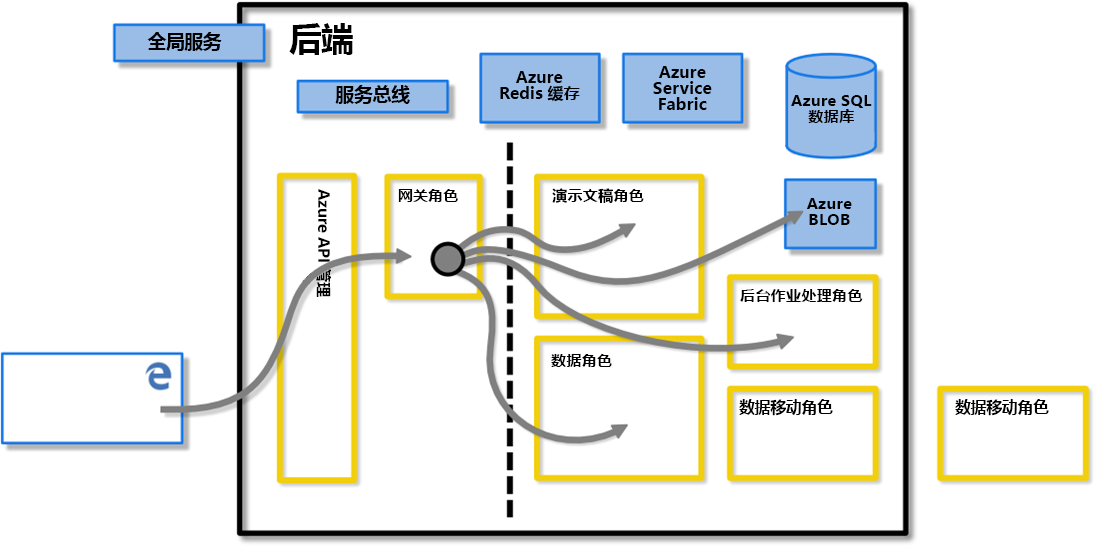 全局服务
后端
服务总线
Azure
Redis 缓存
Azure
Service
Fabric
Azure SQL
数据库
Azure API 管理
网关角色
演示文稿角色
Azure
BLOB
后台作业处理角色
数据角色
数据移动角色
数据移动角色